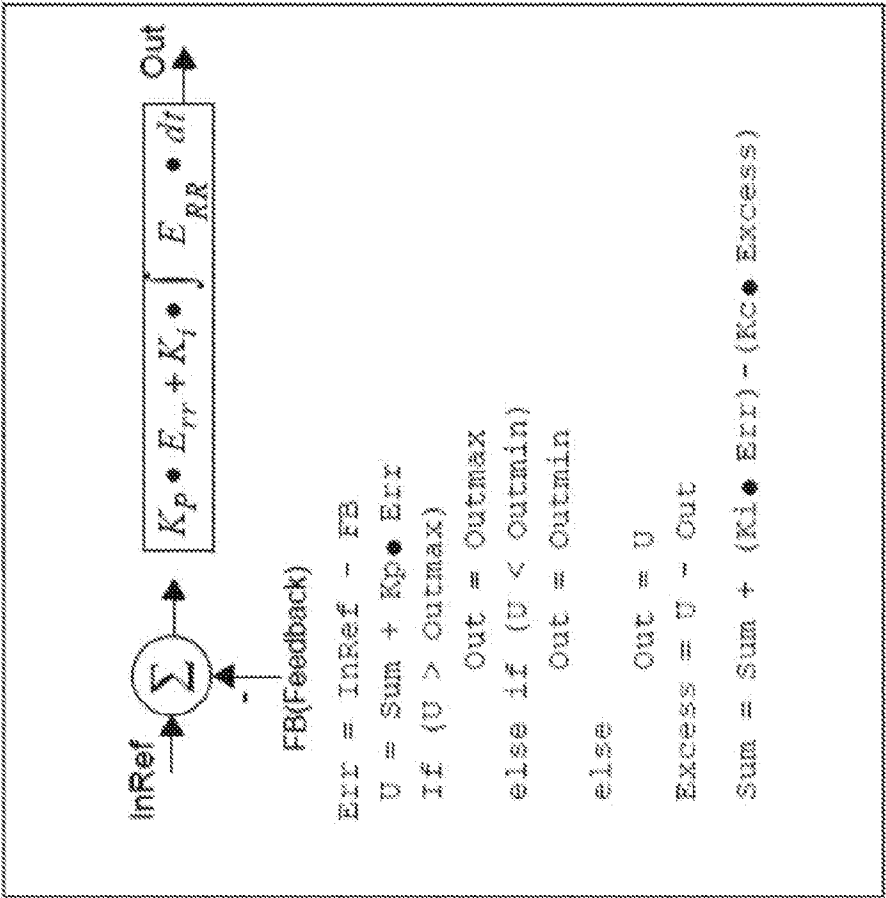 InRef
Σ
K_P • E_rr + K_i • ∫ E_RR • dt
Out
-
FB(Feedback)
Err = InRef - FB
U = Sum + Kp• Err
If (U > Outmax)
Out = Outmax
else if (U < Outmin)
Out = Outmin
else
Out = U
Excess = U - Out
Sum = Sum + (Ki• Err)-(Kc• Excess)